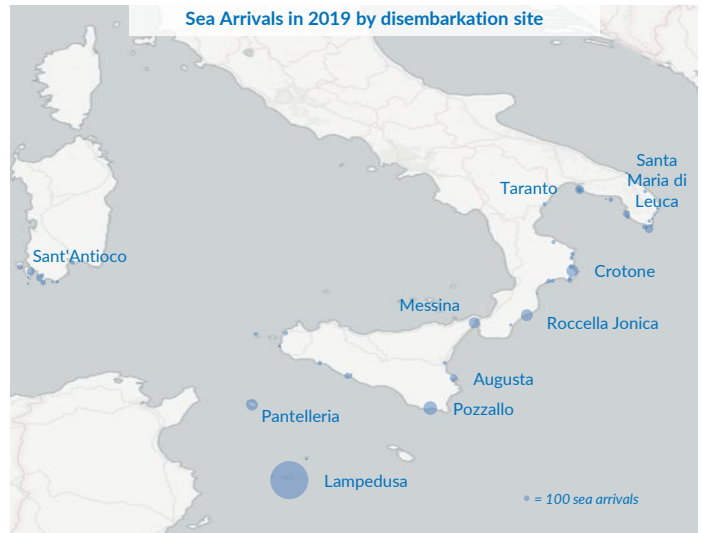 Sea Arrivals in 2019 by disembarkation site
Santa
Maria di
Leuca
Taranto
Sant'Antioco
Crotone
Messina
Roccella Jonica
Augusta
Pozzallo
Pantelleria
Lampedusa
= 100 sea arrivals